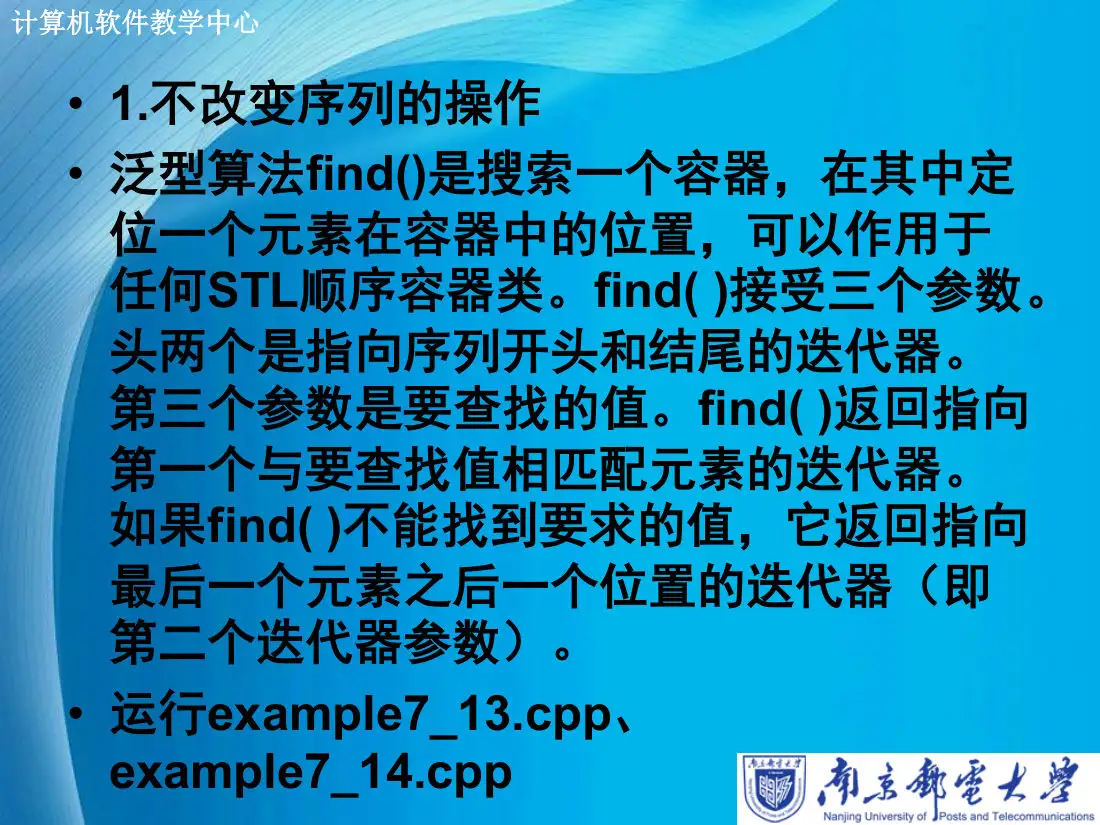 计算机软件教学中心
• 1.不改变序列的操作
• 泛型算法find()是搜索一个容器，在其中定
位一个元素在容器中的位置，可以作用于
任何STL顺序容器类。find( )接受三个参数。
头两个是指向序列开头和结尾的迭代器。
第三个参数是要查找的值。find( )返回指向
第一个与要查找值相匹配元素的迭代器。
如果find( )不能找到要求的值，它返回指向
最后一个元素之后一个位置的迭代器（即
第二个迭代器参数）。
• 运行example7_13.cpp、
example7_14.cpp
南京郵電大學
Nanjing University of Posts and Telecommunications